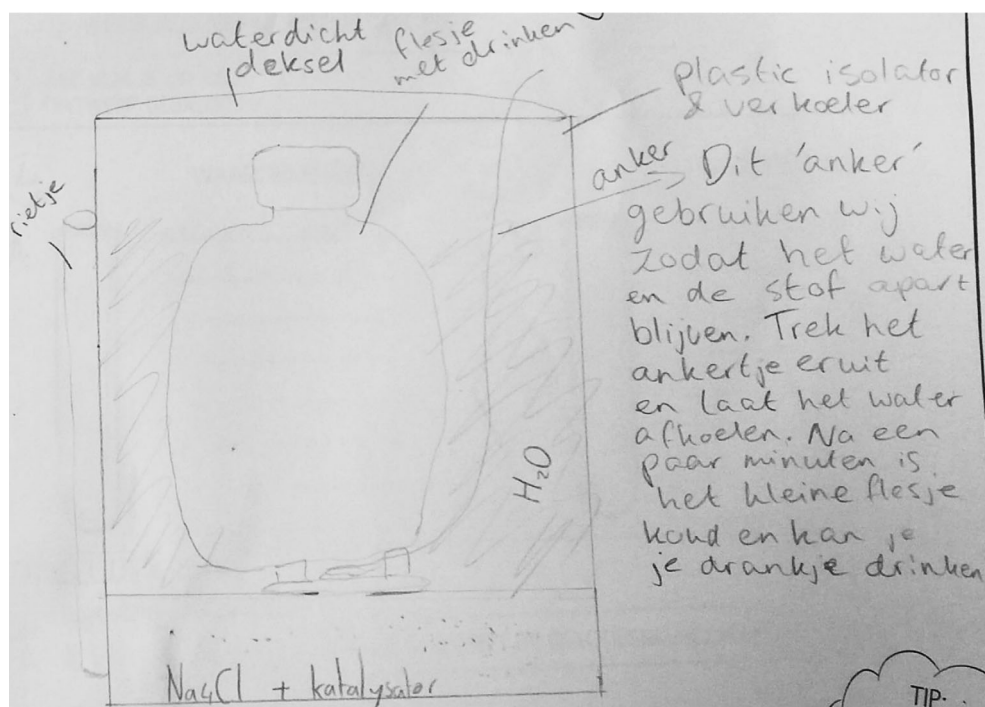 waterdicht
deksel
flesje
met drinken
plastic isolator
& verkoeler
rietje
anker
Dit 'anker'
gebruiken wij
zodat het water
en de stof apart
blijven. Trek het
ankertje eruit
en laat het water
afkoelen. Na een
paar minuten is
het kleine flesje
koud en kan je
je drankje drinken
H₂O
Na4Cl + katalysator
TIP: